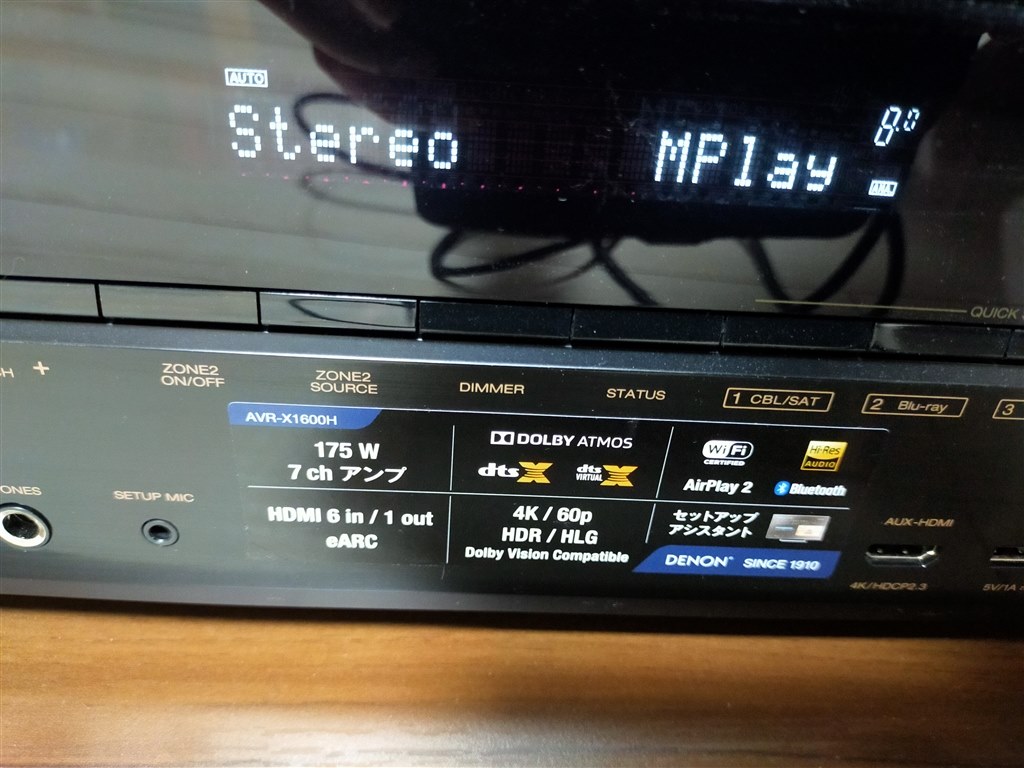 AUTO
Stereo MPlay 8.0
ANA
QUICK
ZONE2
ON/OFF
ZONE2
SOURCE
DIMMER
STATUS
1 CBL/SAT
2 Blu-ray
3
AVR-X1600H
175 W
7 ch アンプ
DOLBY ATMOS
dts X
dts VIRTUAL X
Wi Fi
CERTIFIED
Hi-Res
AUDIO
AirPlay 2
Bluetooth
HDMI 6 in / 1 out
eARC
4K / 60p
HDR / HLG
Dolby Vision Compatible
セットアップ
アシスタント
DENON™ SINCE 1910
ONES
SETUP MIC
AUX-HDMI
4K/HDCP2.3
5V/1A